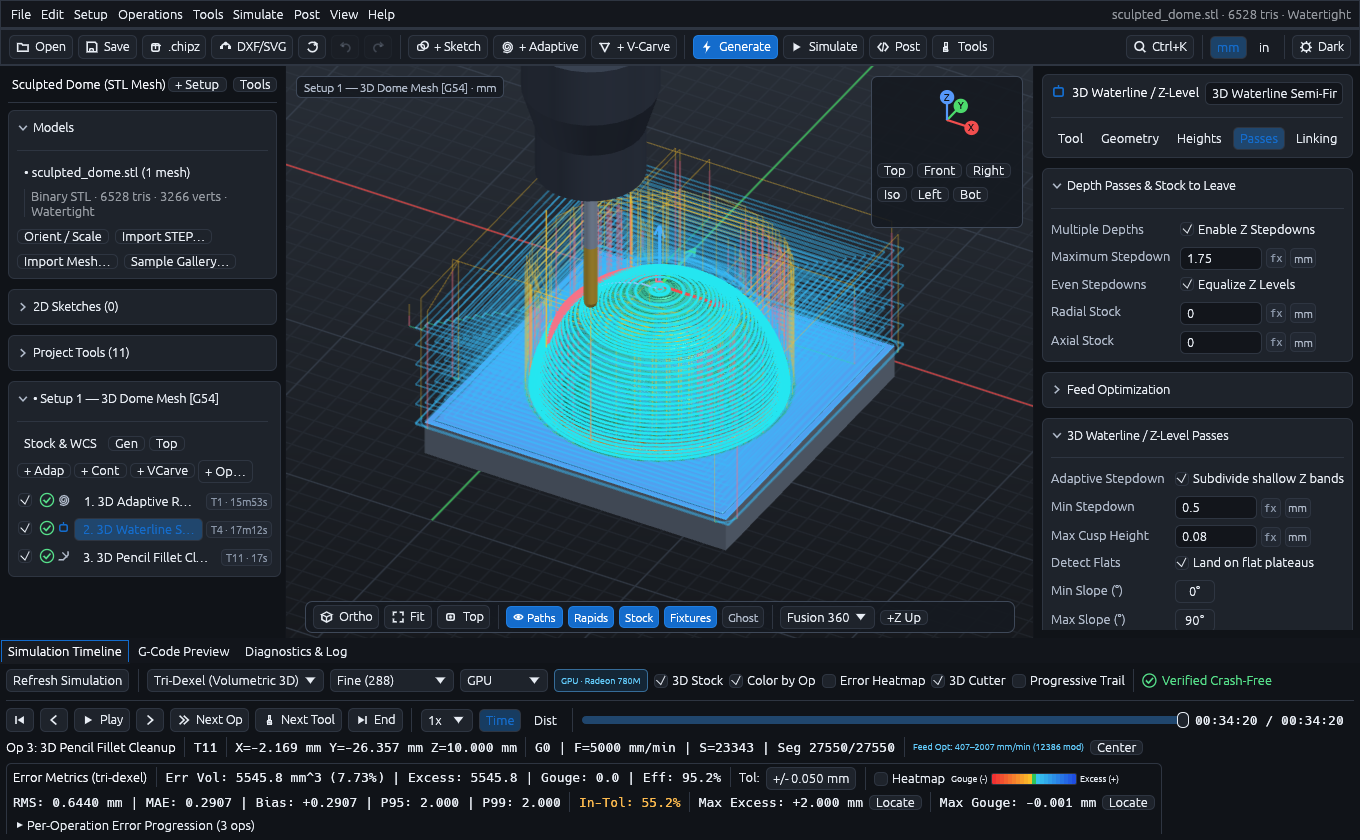 File Edit Setup Operations Tools Simulate Post View Help
sculpted_dome.stl · 6528 tris · Watertight
Open Save .chipz DXF/SVG + Sketch + Adaptive + V-Carve Generate Simulate Post Tools Ctrl+K mm in Dark
Sculpted Dome (STL Mesh) + Setup Tools
Models
• sculpted_dome.stl (1 mesh)
Binary STL · 6528 tris · 3266 verts ·
Watertight
Orient / Scale Import STEP…
Import Mesh… Sample Gallery…
2D Sketches (0)
Project Tools (11)
• Setup 1 — 3D Dome Mesh [G54]
Stock & WCS Gen Top
+ Adap + Cont + VCarve + Op…
1. 3D Adaptive R… T1 · 15m53s
2. 3D Waterline S… T4 · 17m12s
3. 3D Pencil Fillet Cl… T11 · 17s
Setup 1 — 3D Dome Mesh [G54] · mm
Z
Y
X
Top Front Right
Iso Left Bot
Ortho Fit Top Paths Rapids Stock Fixtures Ghost Fusion 360 +Z Up
3D Waterline / Z-Level 3D Waterline Semi-Fir
Tool Geometry Heights Passes Linking
Depth Passes & Stock to Leave
Multiple Depths Enable Z Stepdowns
Maximum Stepdown 1.75 fx mm
Even Stepdowns Equalize Z Levels
Radial Stock 0 fx mm
Axial Stock 0 fx mm
Feed Optimization
3D Waterline / Z-Level Passes
Adaptive Stepdown Subdivide shallow Z bands
Min Stepdown 0.5 fx mm
Max Cusp Height 0.08 fx mm
Detect Flats Land on flat plateaus
Min Slope (°) 0°
Max Slope (°) 90°
Simulation Timeline G-Code Preview Diagnostics & Log
Refresh Simulation Tri-Dexel (Volumetric 3D) Fine (288) GPU GPU · Radeon 780M 3D Stock Color by Op Error Heatmap 3D Cutter Progressive Trail Verified Crash-Free
Play Next Op Next Tool End 1x Time Dist 00:34:20 / 00:34:20
Op 3: 3D Pencil Fillet Cleanup T11 X=-2.169 mm Y=-26.357 mm Z=10.000 mm G0 | F=5000 mm/min | S=23343 | Seg 27550/27550 Feed Opt: 407–2007 mm/min (12386 mod) Center
Error Metrics (tri-dexel) Err Vol: 5545.8 mm^3 (7.73%) | Excess: 5545.8 | Gouge: 0.0 | Eff: 95.2% Tol: +/-0.050 mm Heatmap Gouge (-) Excess (+)
RMS: 0.6440 mm | MAE: 0.2907 | Bias: +0.2907 | P95: 2.000 | P99: 2.000 In-Tol: 55.2% Max Excess: +2.000 mm Locate Max Gouge: -0.001 mm Locate
Per-Operation Error Progression (3 ops)